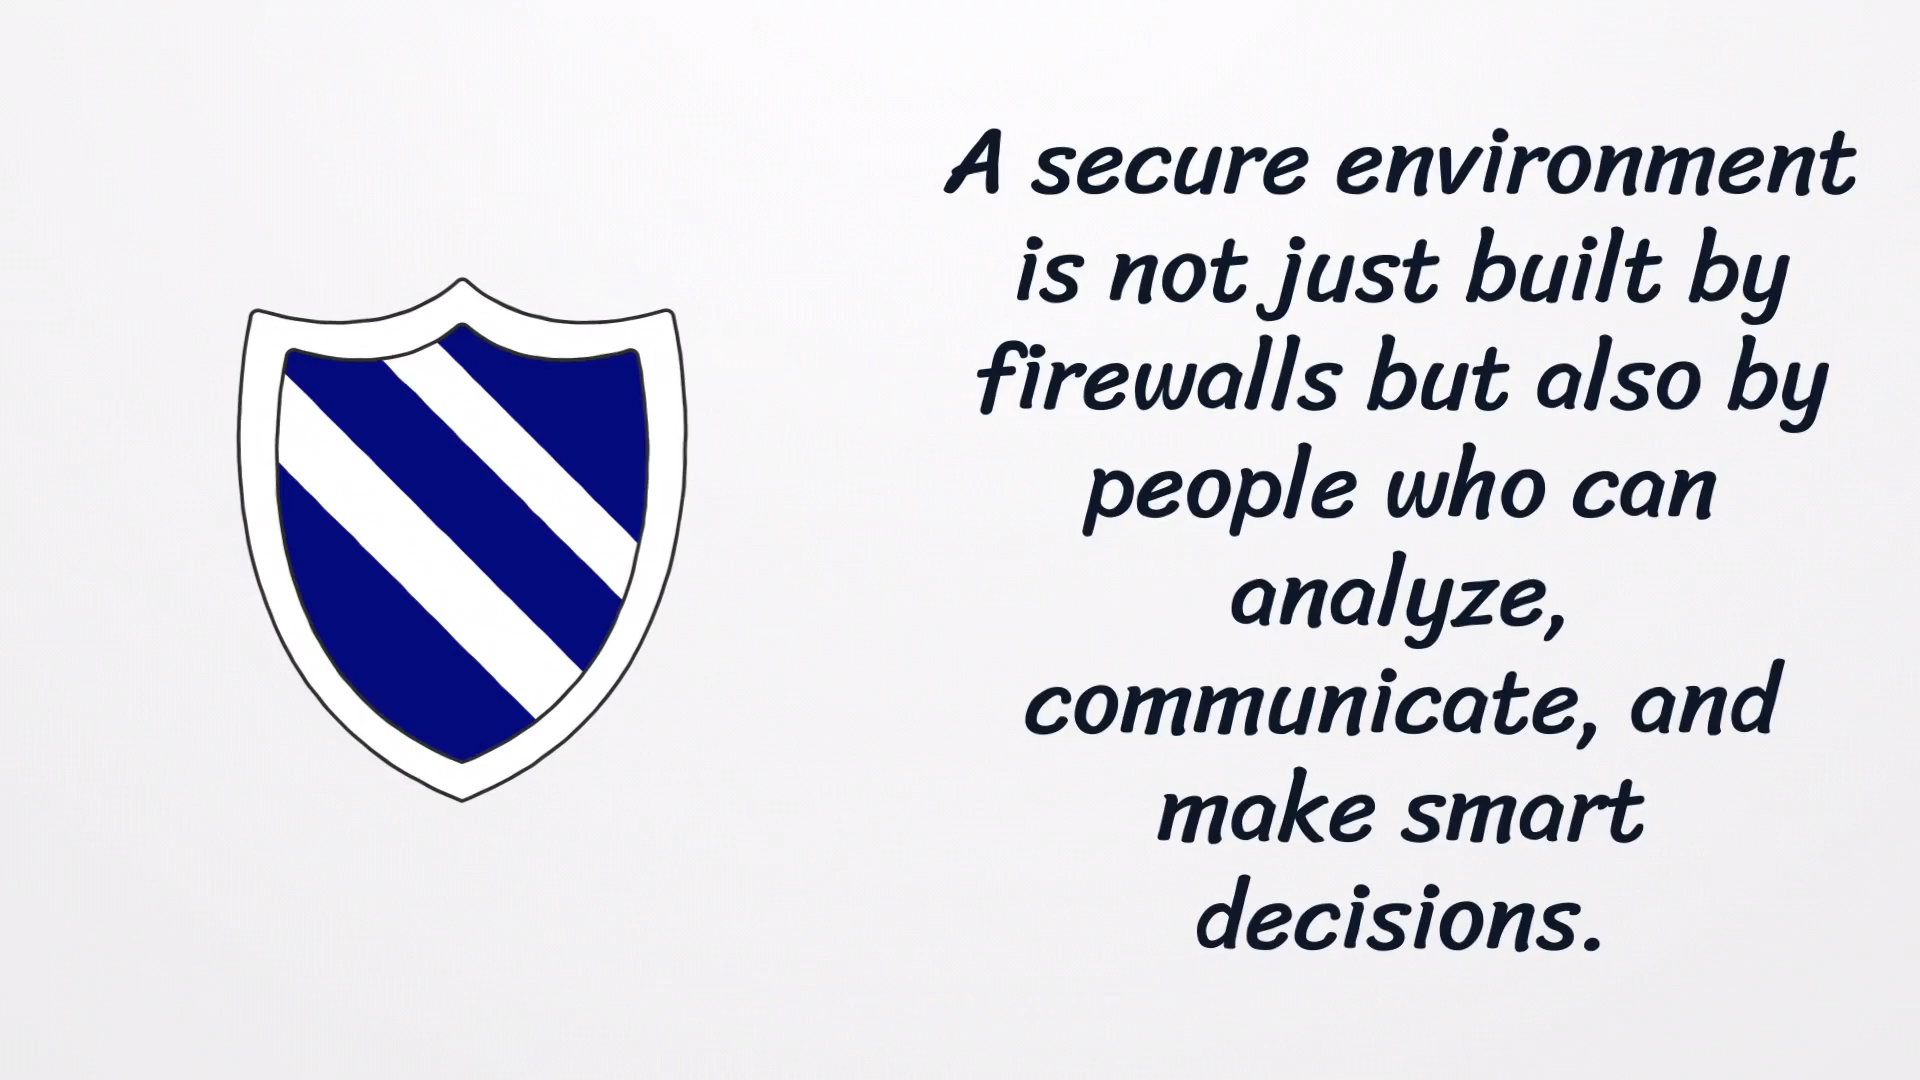 A secure environment
is not just built by
firewalls but also by
people who can
analyze,
communicate, and
make smart
decisions.